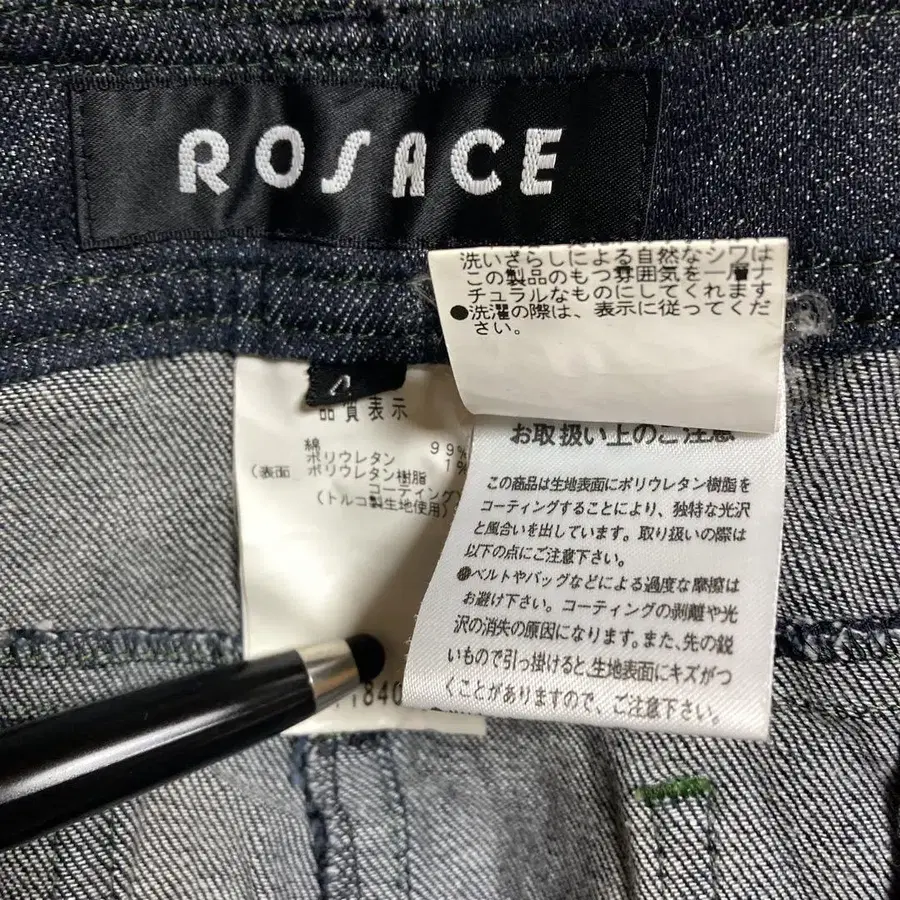 ROSACE
洗いざらしによる自然なシワは
この製品のもつ雰囲気を一層ナ
チュラルなものにしてくれます
●洗濯の際は、表示に従ってくだ
さい。
品質表示
綿 99%
ポリウレタン 1%
(表面 ポリウレタン樹脂
コーティング)
(トルコ製生地使用)
1840
お取扱い上のご注意
この商品は生地表面にポリウレタン樹脂を
コーティングすることにより、独特な光沢
と風合いを出しています。取り扱いの際は
以下の点にご注意下さい。
●ベルトやバッグなどによる過度な摩擦は
お避け下さい。コーティングの剥離や光
沢の消失の原因になります。また、先の鋭
いもので引っ掛けると、生地表面にキズがつ
くことがありますので、ご注意下さい。